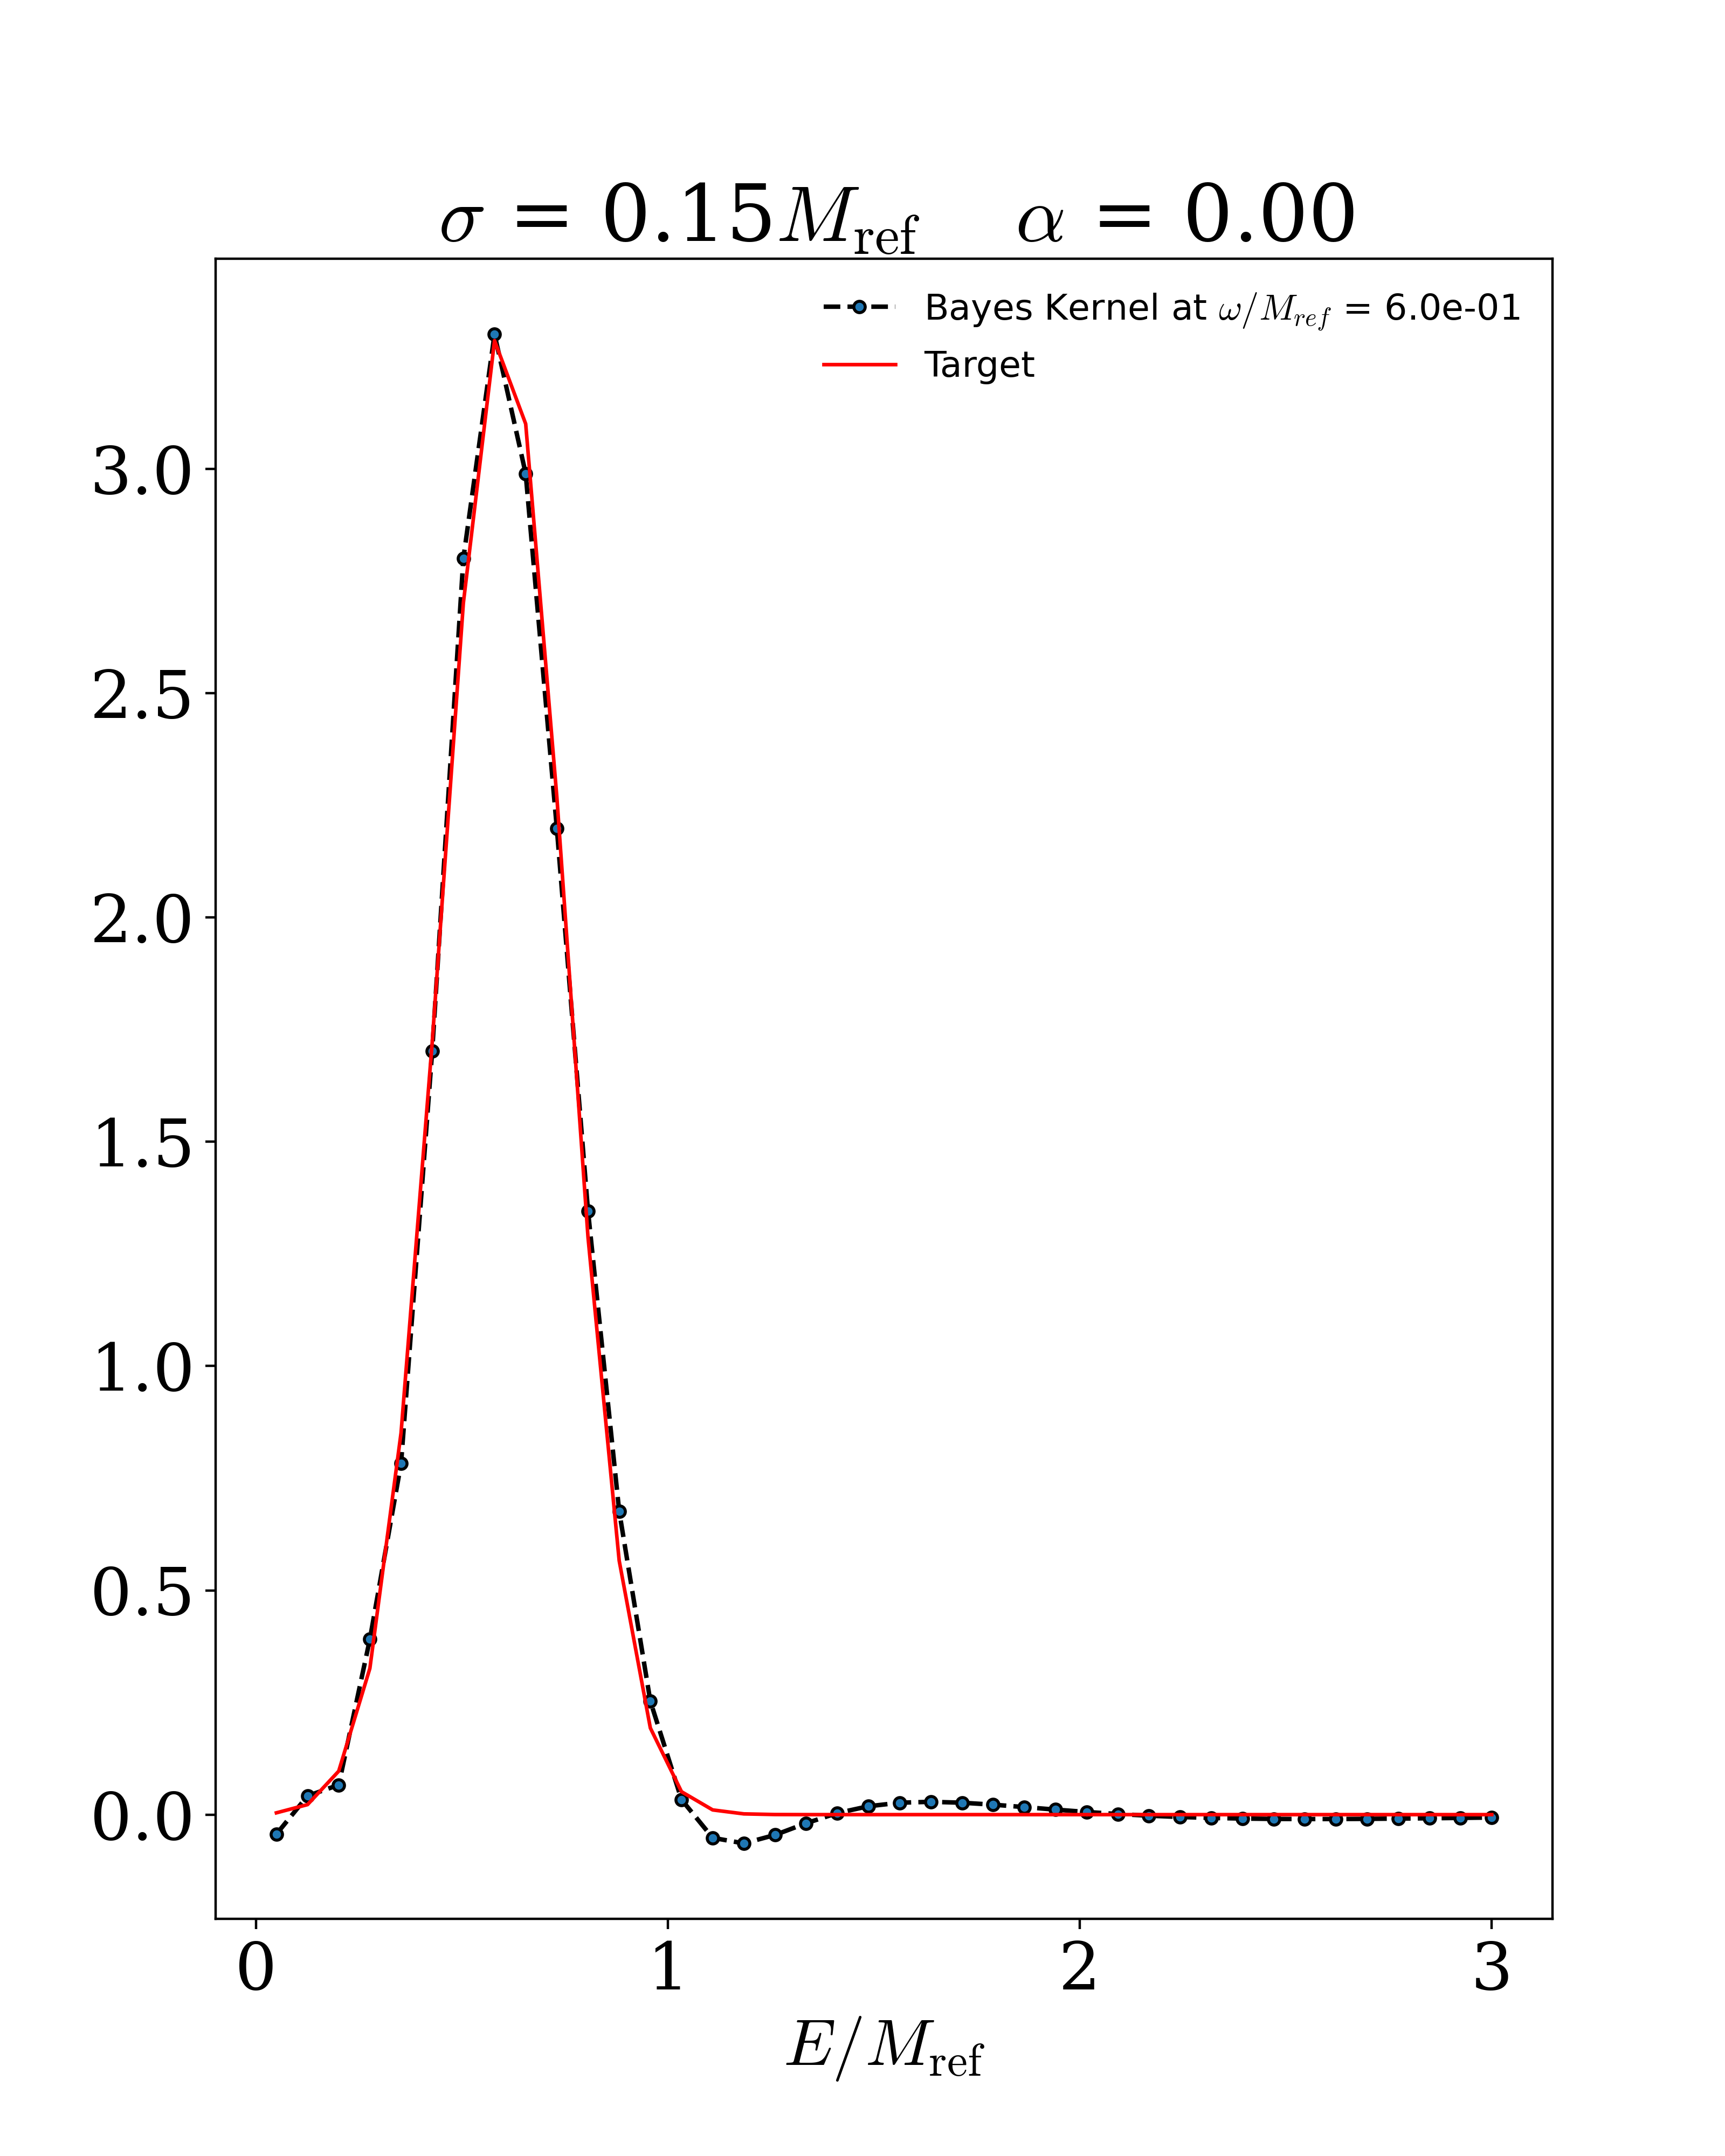 σ = 0.15M_ref α = 0.00
Bayes Kernel at ω/M_ref = 6.0e-01
Target
3.0
2.5
2.0
1.5
1.0
0.5
0.0
0 1 2 3
E/M_ref